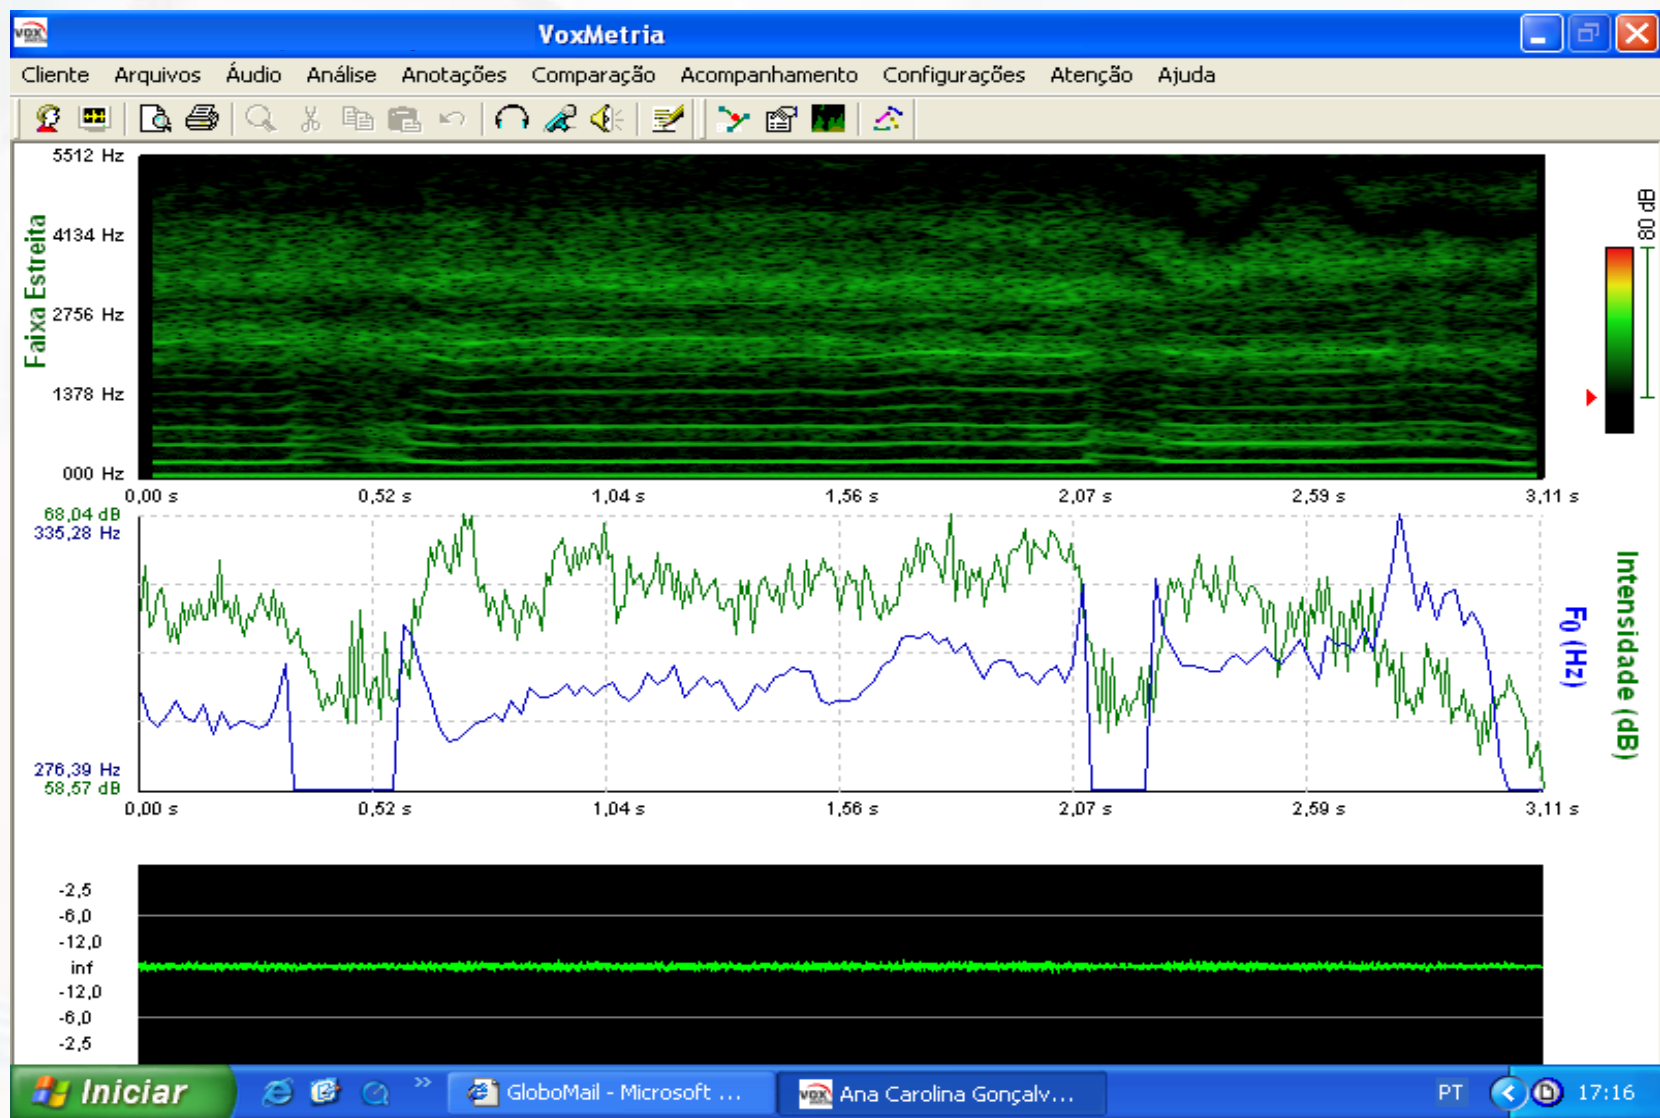 VOX
VoxMetria
Cliente Arquivos Áudio Análise Anotações Comparação Acompanhamento Configurações Atenção Ajuda
5512 Hz
4134 Hz
2756 Hz
1378 Hz
000 Hz
Faixa Estreita
80 dB
0,00 s 0,52 s 1,04 s 1,56 s 2,07 s 2,59 s 3,11 s
68,04 dB
335,28 Hz
276,39 Hz
58,57 dB
F0 (Hz)
Intensidade (dB)
0,00 s 0,52 s 1,04 s 1,56 s 2,07 s 2,59 s 3,11 s
-2,5
-6,0
-12,0
inf
-12,0
-6,0
-2,5
Iniciar » GloboMail - Microsoft ... VOX Ana Carolina Gonçalv... PT 17:16